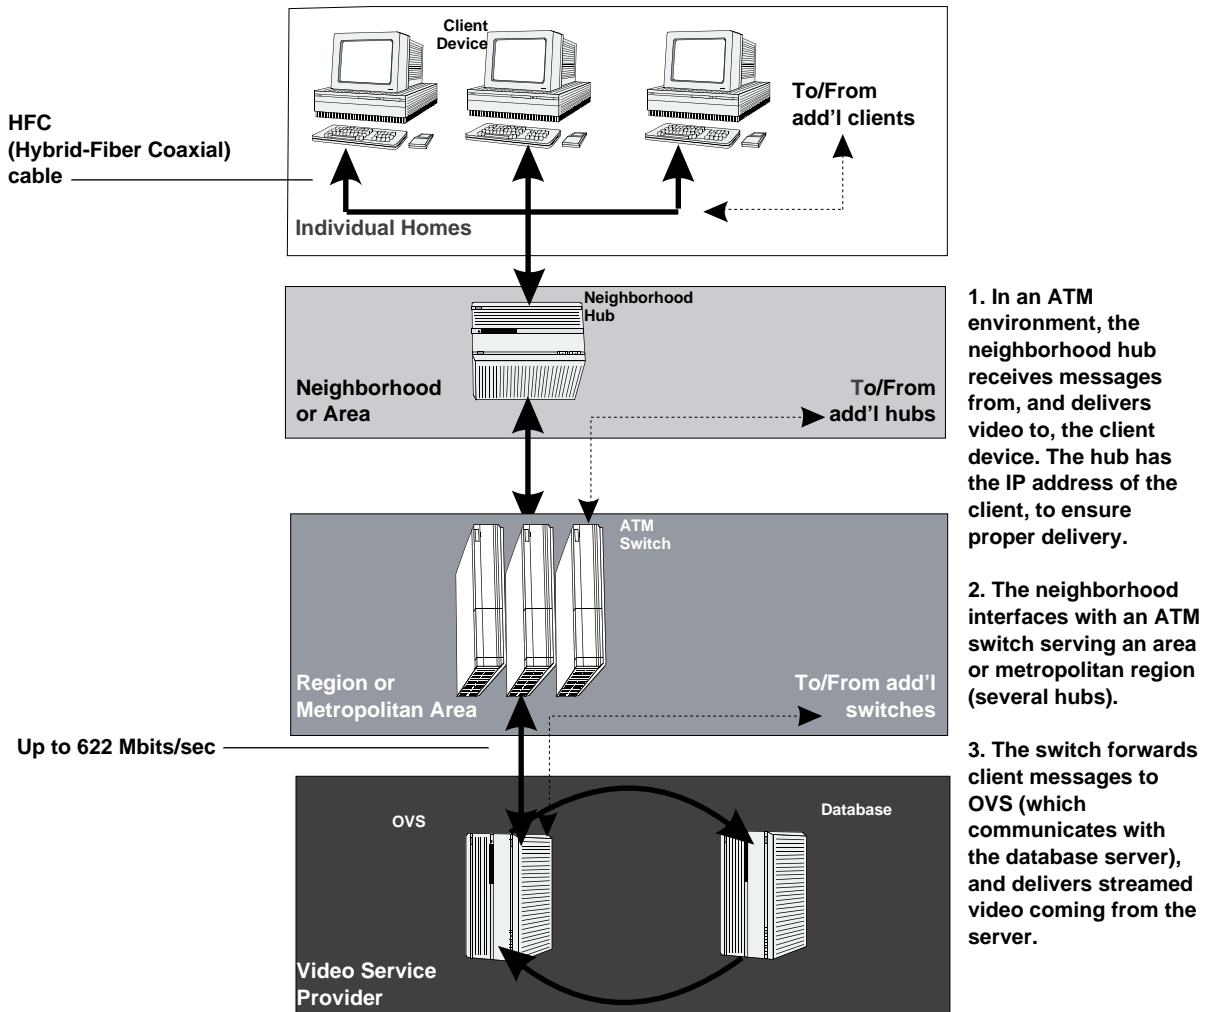 Client
Device
To/From
add'l clients
HFC
(Hybrid-Fiber Coaxial)
cable
Individual Homes
Neighborhood
Hub
Neighborhood
or Area
To/From
add'l hubs
ATM
Switch
Region or
Metropolitan Area
To/From add'l
switches
Up to 622 Mbits/sec
OVS
Database
Video Service
Provider
1. In an ATM
environment, the
neighborhood hub
receives messages
from, and delivers
video to, the client
device. The hub has
the IP address of the
client, to ensure
proper delivery.
2. The neighborhood
interfaces with an ATM
switch serving an area
or metropolitan region
(several hubs).
3. The switch forwards
client messages to
OVS (which
communicates with
the database server),
and delivers streamed
video coming from the
server.